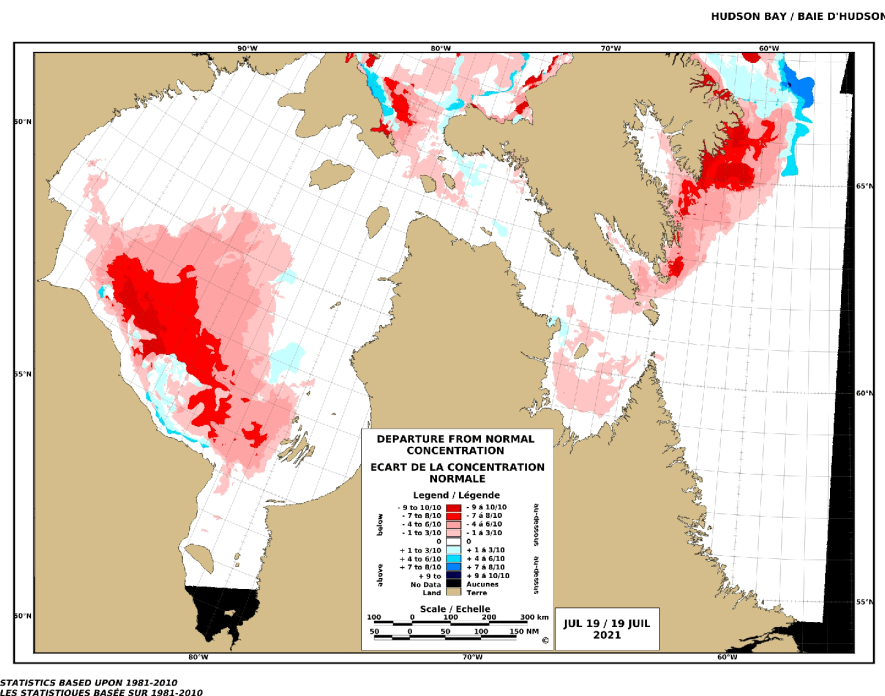 HUDSON BAY / BAIE D'HUDSON
90°W
80°W
70°W
60°W
60°N
65°N
55°N
60°N
50°N
55°N
80°W
70°W
60°W
DEPARTURE FROM NORMAL
CONCENTRATION
ECART DE LA CONCENTRATION
NORMALE
Legend / Légende
below
au-dessous
- 9 to 10/10 - 9 á 10/10
- 7 to 8/10 - 7 á 8/10
- 4 to 6/10 - 4 á 6/10
- 1 to 3/10 - 1 á 3/10
0 0
above
au-dessus
+ 1 to 3/10 + 1 á 3/10
+ 4 to 6/10 + 4 á 6/10
+ 7 to 8/10 + 7 á 8/10
+ 9 to + 9 á 10/10
No Data Aucunes
Land Terre
Scale / Echelle
100 0 100 200 300 km
50 0 50 100 150 NM
©
JUL 19 / 19 JUIL
2021
STATISTICS BASED UPON 1981-2010
LES STATISTIQUES BASÉE SUR 1981-2010